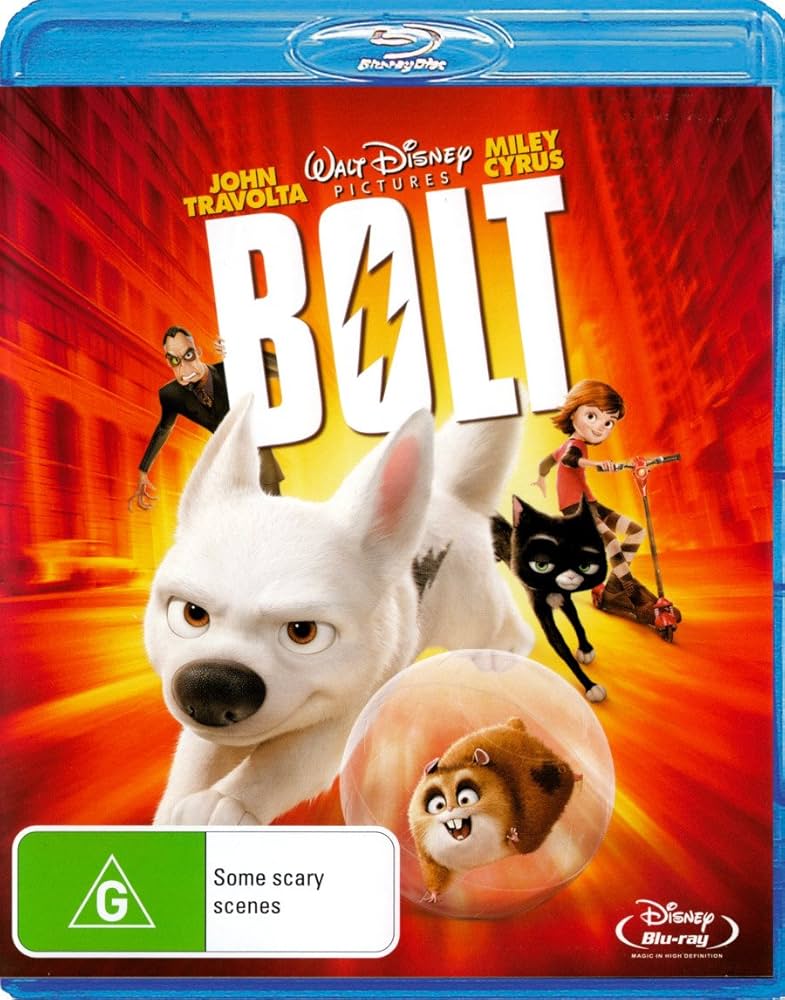 Blu-ray Disc
JOHN
TRAVOLTA
WALT DISNEY
PICTURES
MILEY
CYRUS
BOLT
G
Some scary
scenes
DISNEY
Blu-ray
MAGIC IN HIGH DEFINITION